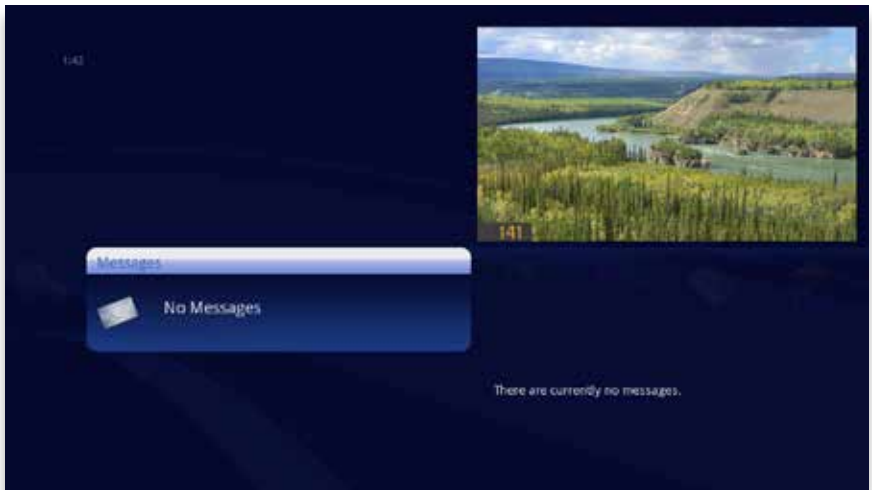 1:42
141
Messages
No Messages
There are currently no messages.